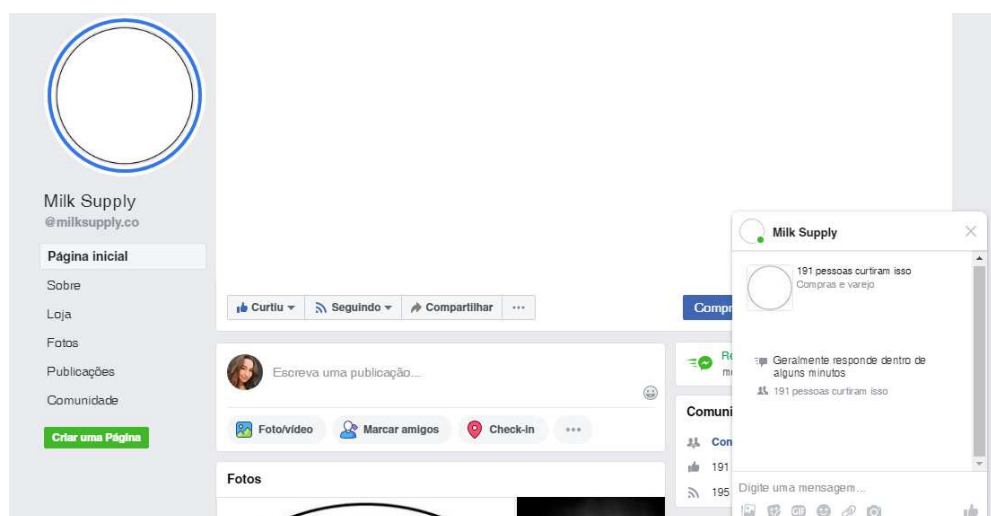 Milk Supply
@milksupply.co
Página inicial
Sobre
Loja
Fotos
Publicações
Comunidade
Criar uma Página
Curtiu
Seguindo
Compartilhar
Escreva uma publicação...
Foto/vídeo
Marcar amigos
Check-in
Fotos
Comuni
191
195
Milk Supply
191 pessoas curtiram isso
Compras e varejo
Geralmente responde dentro de
alguns minutos
191 pessoas curtiram isso
Digite uma mensagem...
GIF